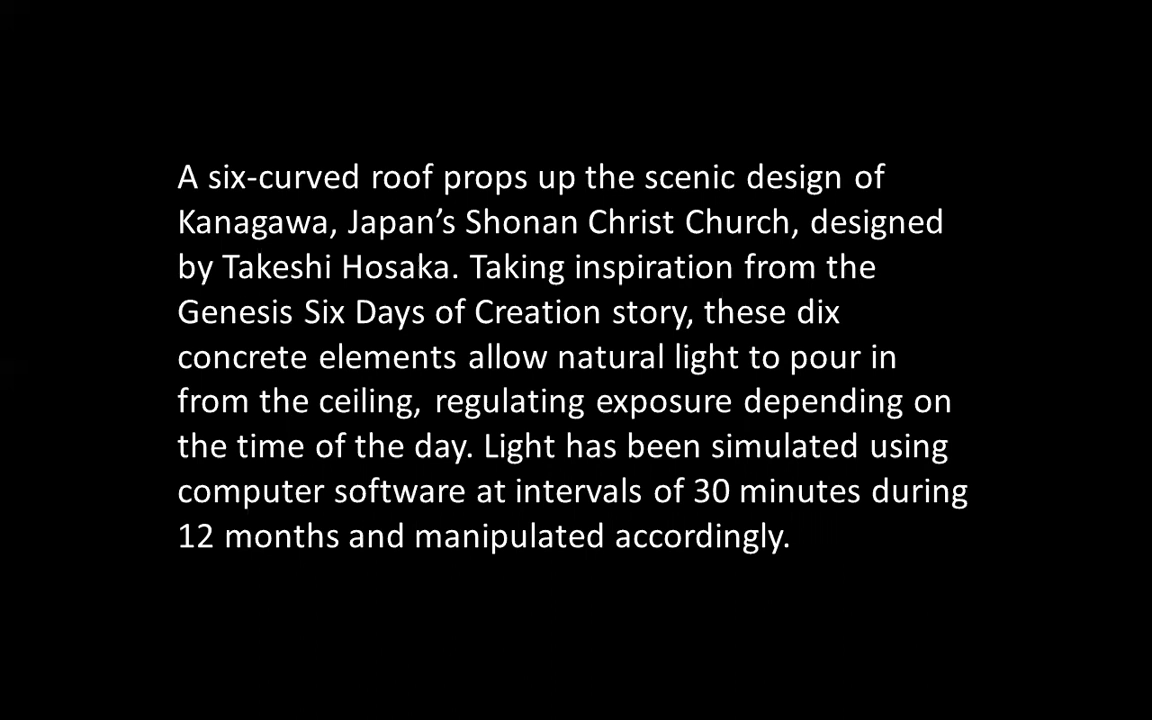 A six-curved roof props up the scenic design of
Kanagawa, Japan’s Shonan Christ Church, designed
by Takeshi Hosaka. Taking inspiration from the
Genesis Six Days of Creation story, these dix
concrete elements allow natural light to pour in
from the ceiling, regulating exposure depending on
the time of the day. Light has been simulated using
computer software at intervals of 30 minutes during
12 months and manipulated accordingly.